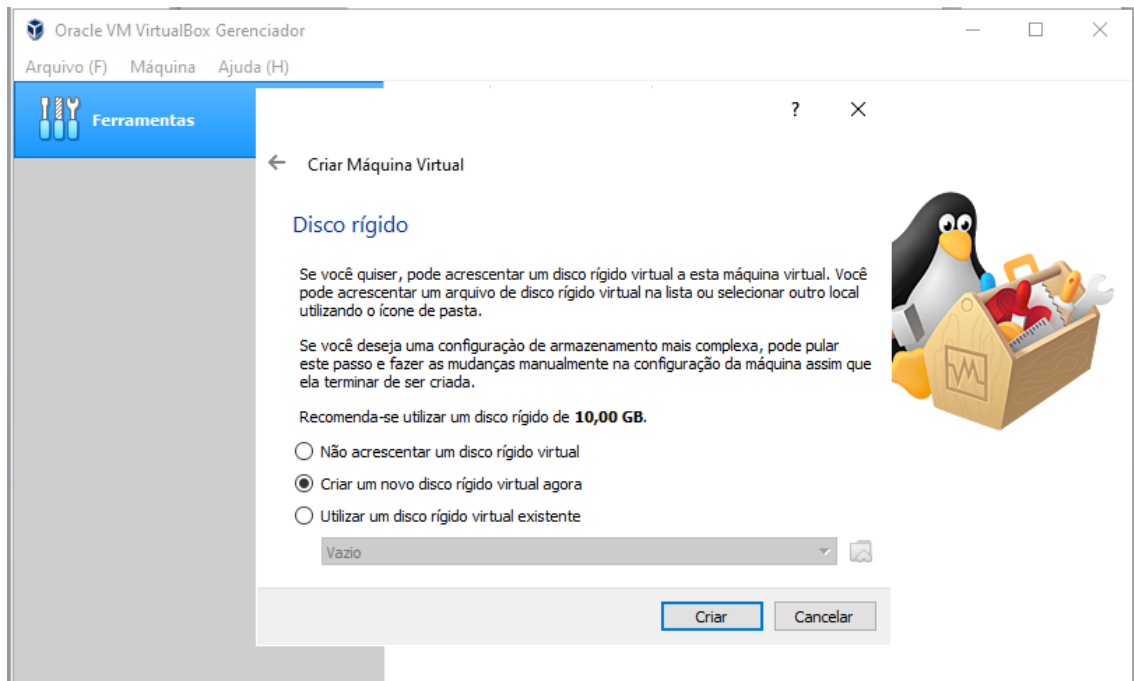 Oracle VM VirtualBox Gerenciador
Arquivo (F) Máquina Ajuda (H)
Ferramentas
?
Criar Máquina Virtual
Disco rígido
Se você quiser, pode acrescentar um disco rígido virtual a esta máquina virtual. Você
pode acrescentar um arquivo de disco rígido virtual na lista ou selecionar outro local
utilizando o ícone de pasta.
Se você deseja uma configuraçào de armazenamento mais complexa, pode pular
este passo e fazer as mudanças manualmente na configuração da máquina assim que
ela terminar de ser criada.
Recomenda-se utilizar um disco rígido de 10,00 GB.
Não acrescentar um disco rígido virtual
Criar um novo disco rígido virtual agora
Utilizar um disco rígido virtual existente
Vazio
Criar Cancelar